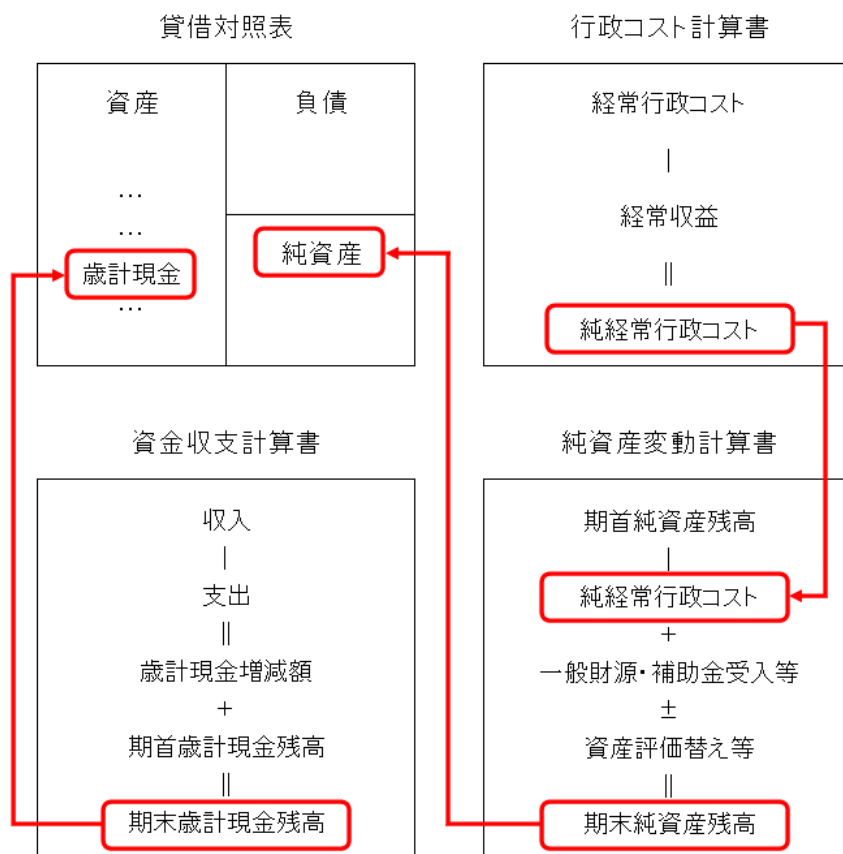 貸借対照表
資産
負債
…
…
歳計現金
…
純資産
行政コスト計算書
経常行政コスト
|
経常収益
||
純経常行政コスト
資金収支計算書
収入
|
支出
||
歳計現金増減額
+
期首歳計現金残高
||
期末歳計現金残高
純資産変動計算書
期首純資産残高
|
純経常行政コスト
+
一般財源・補助金受入等
±
資産評価替え等
||
期末純資産残高